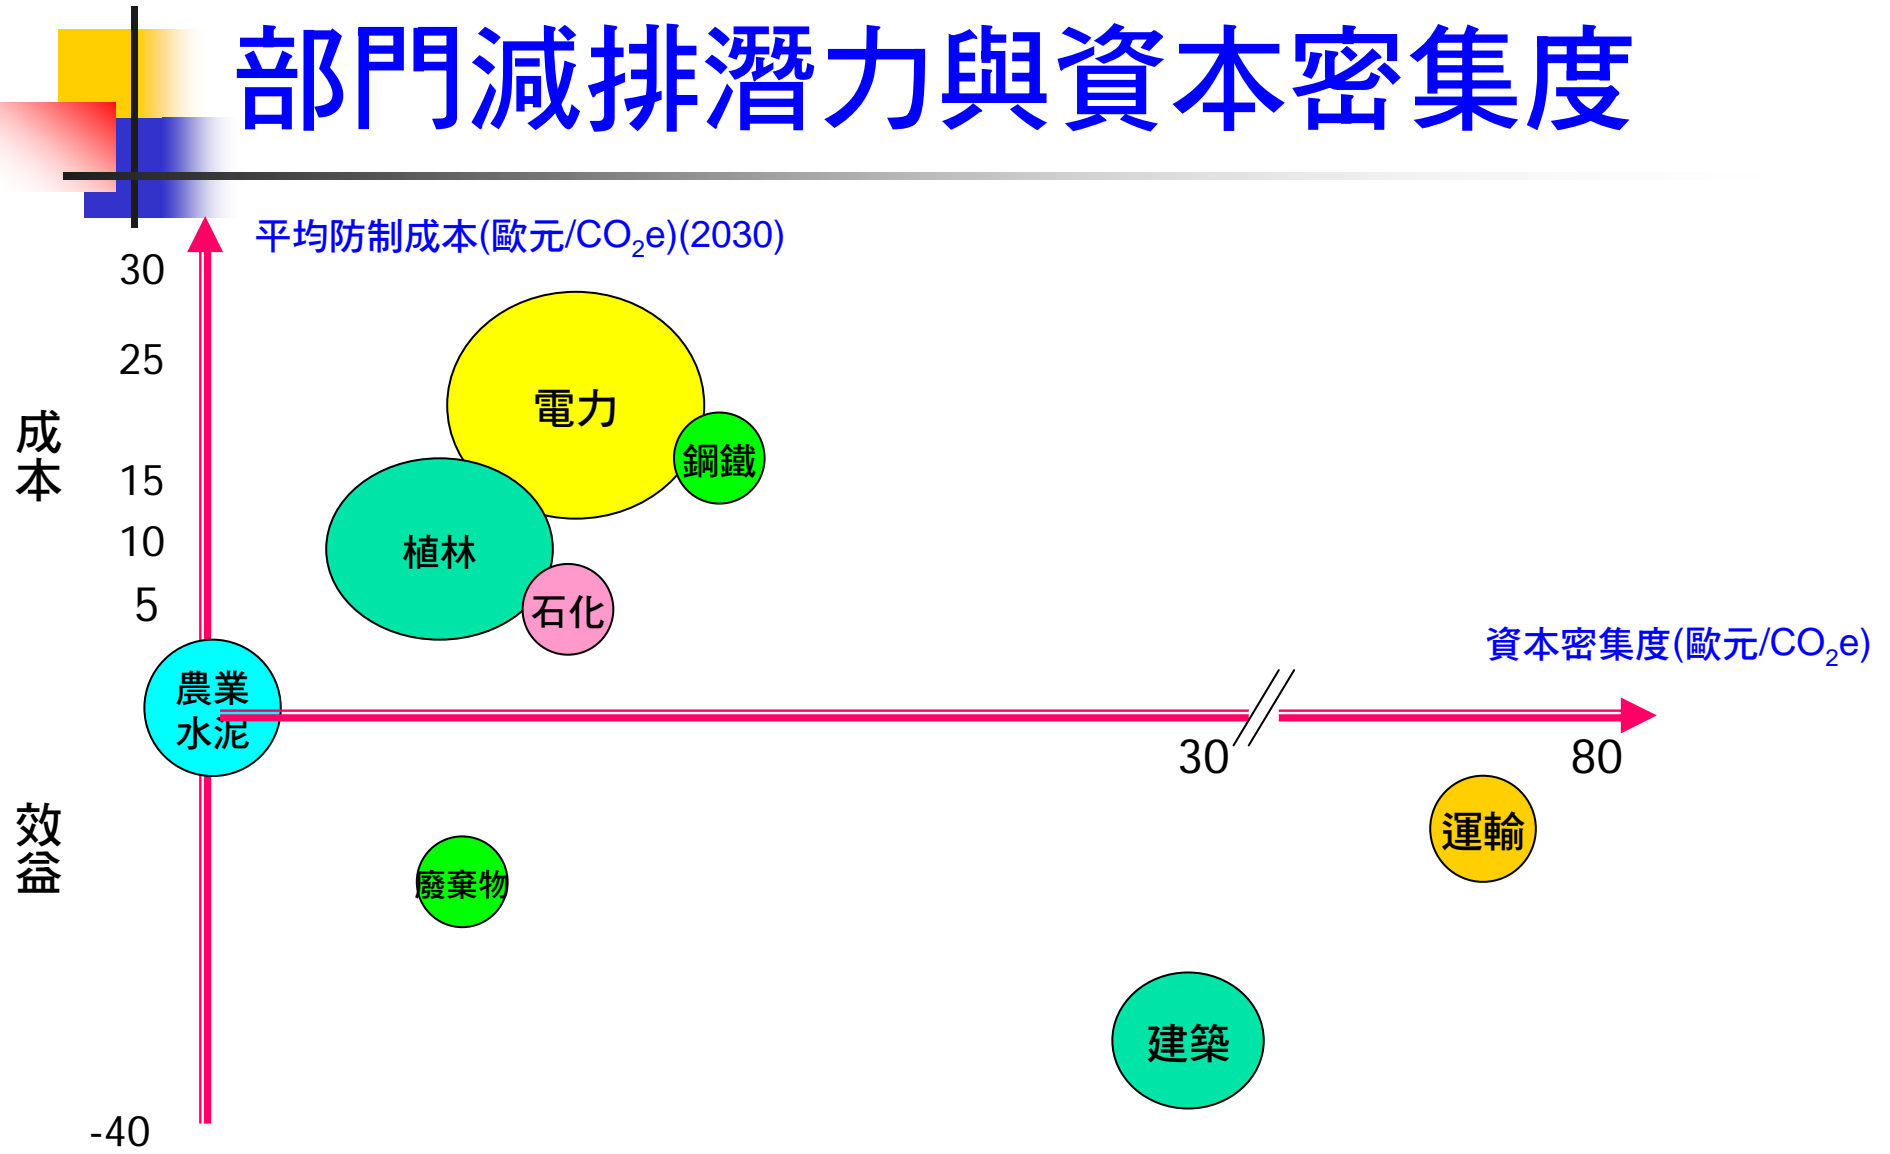 部門減排潛力與資本密集度
平均防制成本(歐元/CO₂e)(2030)
30
25
15
10
5
-40
成本
效益
電力
鋼鐵
植林
石化
農業
水泥
資本密集度(歐元/CO₂e)
30
80
運輸
廢棄物
建築